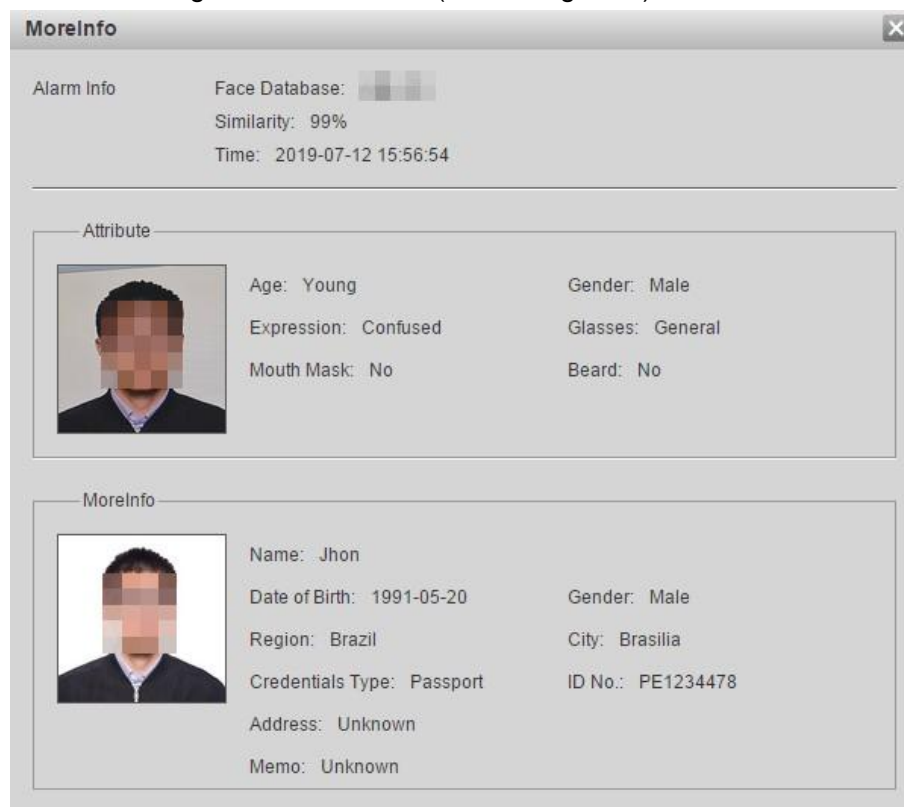 MoreInfo
Alarm Info Face Database:
Similarity: 99%
Time: 2019-07-12 15:56:54
Attribute
Age: Young Gender: Male
Expression: Confused Glasses: General
Mouth Mask: No Beard: No
MoreInfo
Name: Jhon
Date of Birth: 1991-05-20 Gender: Male
Region: Brazil City: Brasilia
Credentials Type: Passport ID No.: PE1234478
Address: Unknown
Memo: Unknown